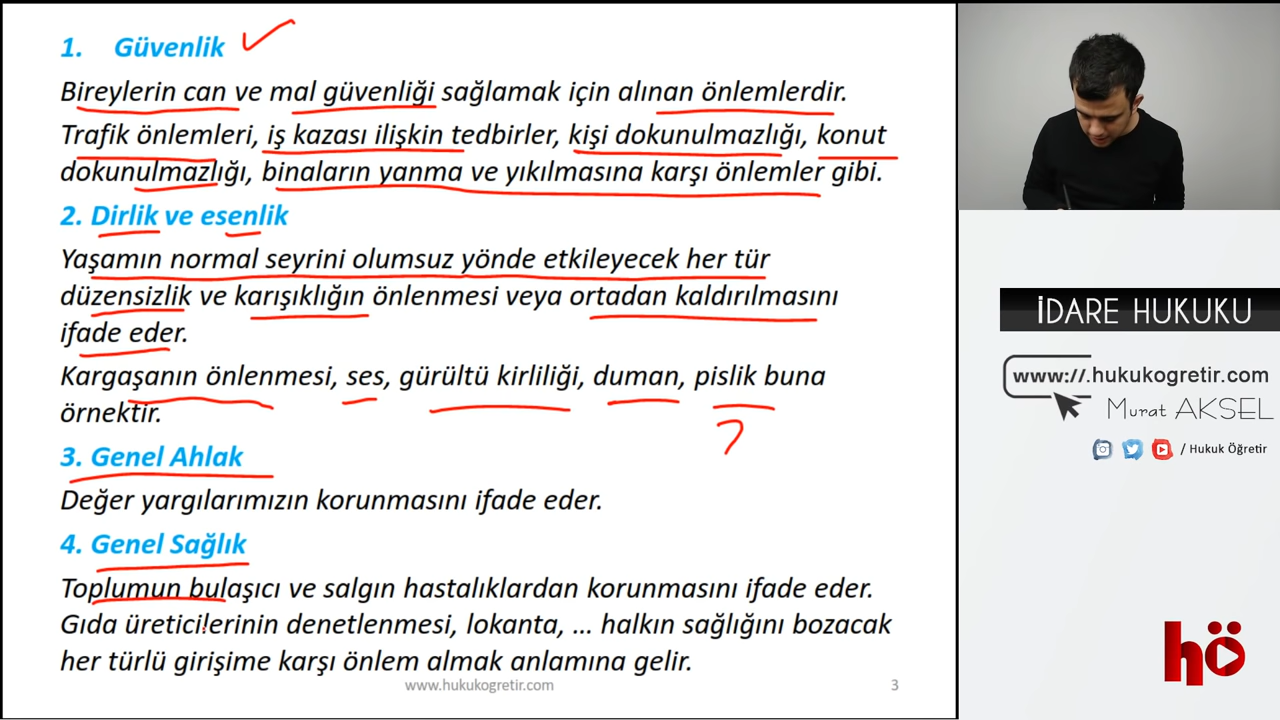 1. Güvenlik
Bireylerin can ve mal güvenliği sağlamak için alınan önlemlerdir.
Trafik önlemleri, iş kazası ilişkin tedbirler, kişi dokunulmazlığı, konut
dokunulmazlığı, binaların yanma ve yıkılmasına karşı önlemler gibi.
2. Dirlik ve esenlik
Yaşamın normal seyrini olumsuz yönde etkileyecek her tür
düzensizlik ve karışıklığın önlenmesi veya ortadan kaldırılmasını
ifade eder.
Kargaşanın önlenmesi, ses, gürültü kirliliği, duman, pislik buna
örnektir.
3. Genel Ahlak
Değer yargılarımızın korunmasını ifade eder.
4. Genel Sağlık
Toplumun bulaşıcı ve salgın hastalıklardan korunmasını ifade eder.
Gıda üreticilerinin denetlenmesi, lokanta, ... halkın sağlığını bozacak
her türlü girişime karşı önlem almak anlamına gelir.
www.hukukogretir.com
3
İDARE HUKUKU
www://.hukukogretir.com
Murat AKSEL
/ Hukuk Öğretir
hö